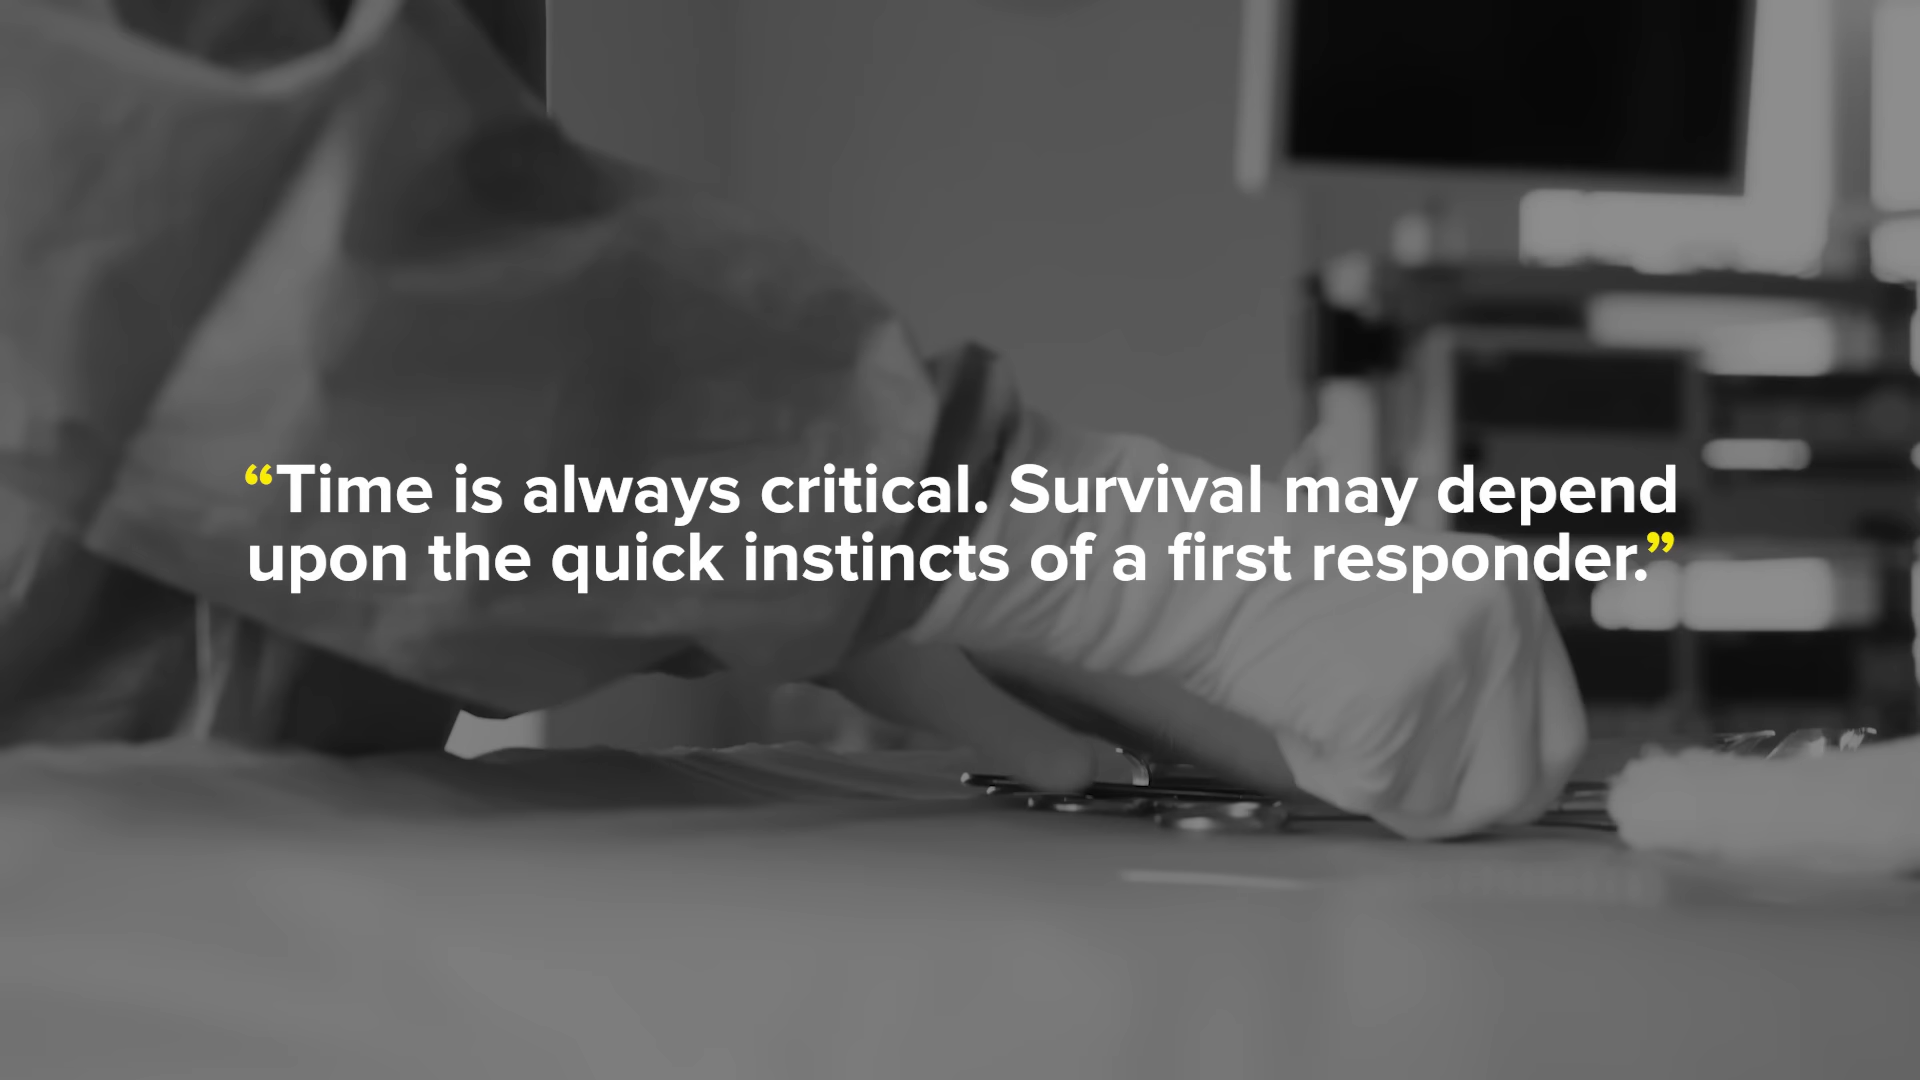 “Time is always critical. Survival may depend
upon the quick instincts of a first responder.”